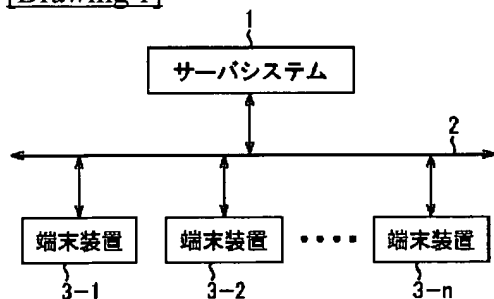 [Drawing 1]
1
サーバシステム
2
端末装置 端末装置 ・・・・ 端末装置
3-1 3-2 3-n